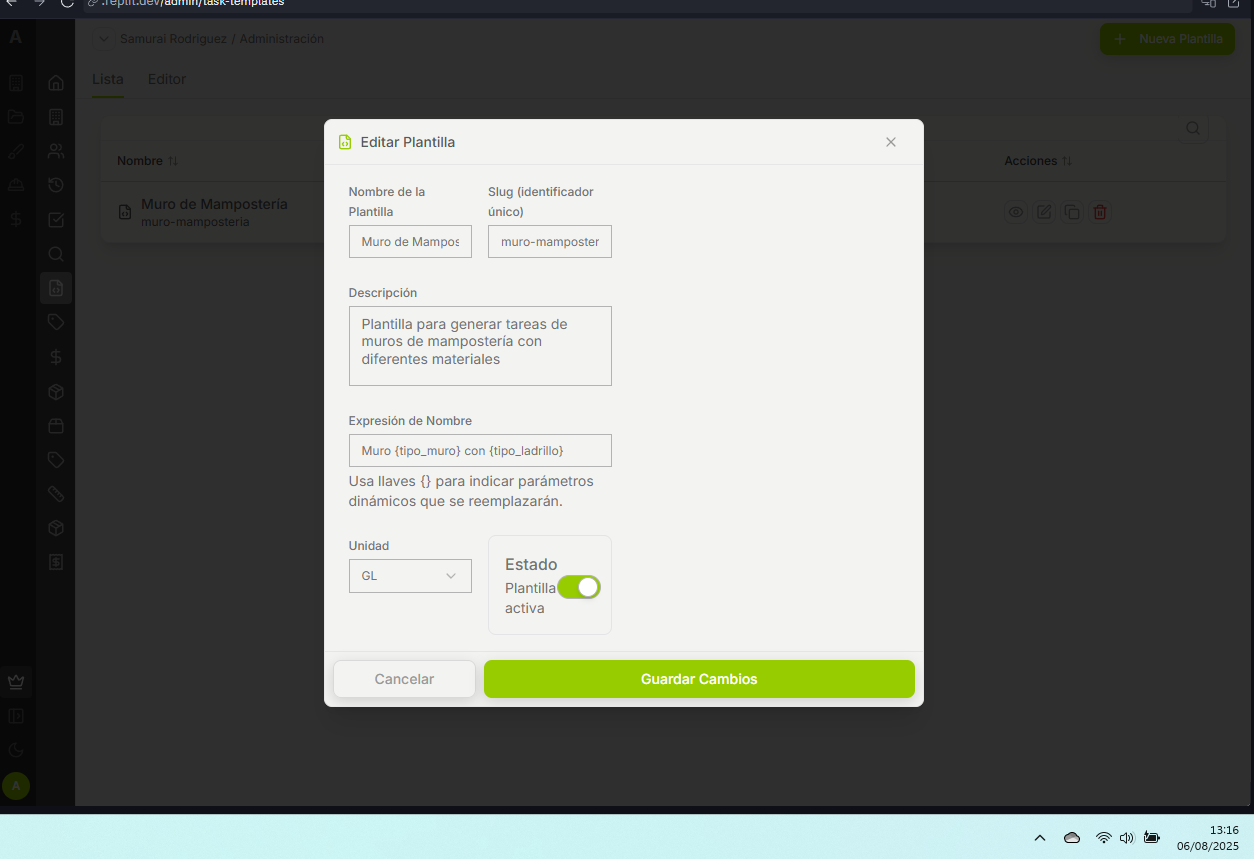 .replit.dev/admin/task-templates
A
Samurai Rodriguez / Administración
+ Nueva Plantilla
Lista
Editor
Editar Plantilla
Nombre
Acciones
Muro de Mampostería
muro-mamposteria
Nombre de la
Plantilla
Slug (identificador
único)
Muro de Mampos
muro-mamposter
Descripción
Plantilla para generar tareas de
muros de mampostería con
diferentes materiales
Expresión de Nombre
Muro {tipo_muro} con {tipo_ladrillo}
Usa llaves {} para indicar parámetros
dinámicos que se reemplazarán.
Unidad
GL
Estado
Plantilla
activa
Cancelar
Guardar Cambios
A
13:16
06/08/2025